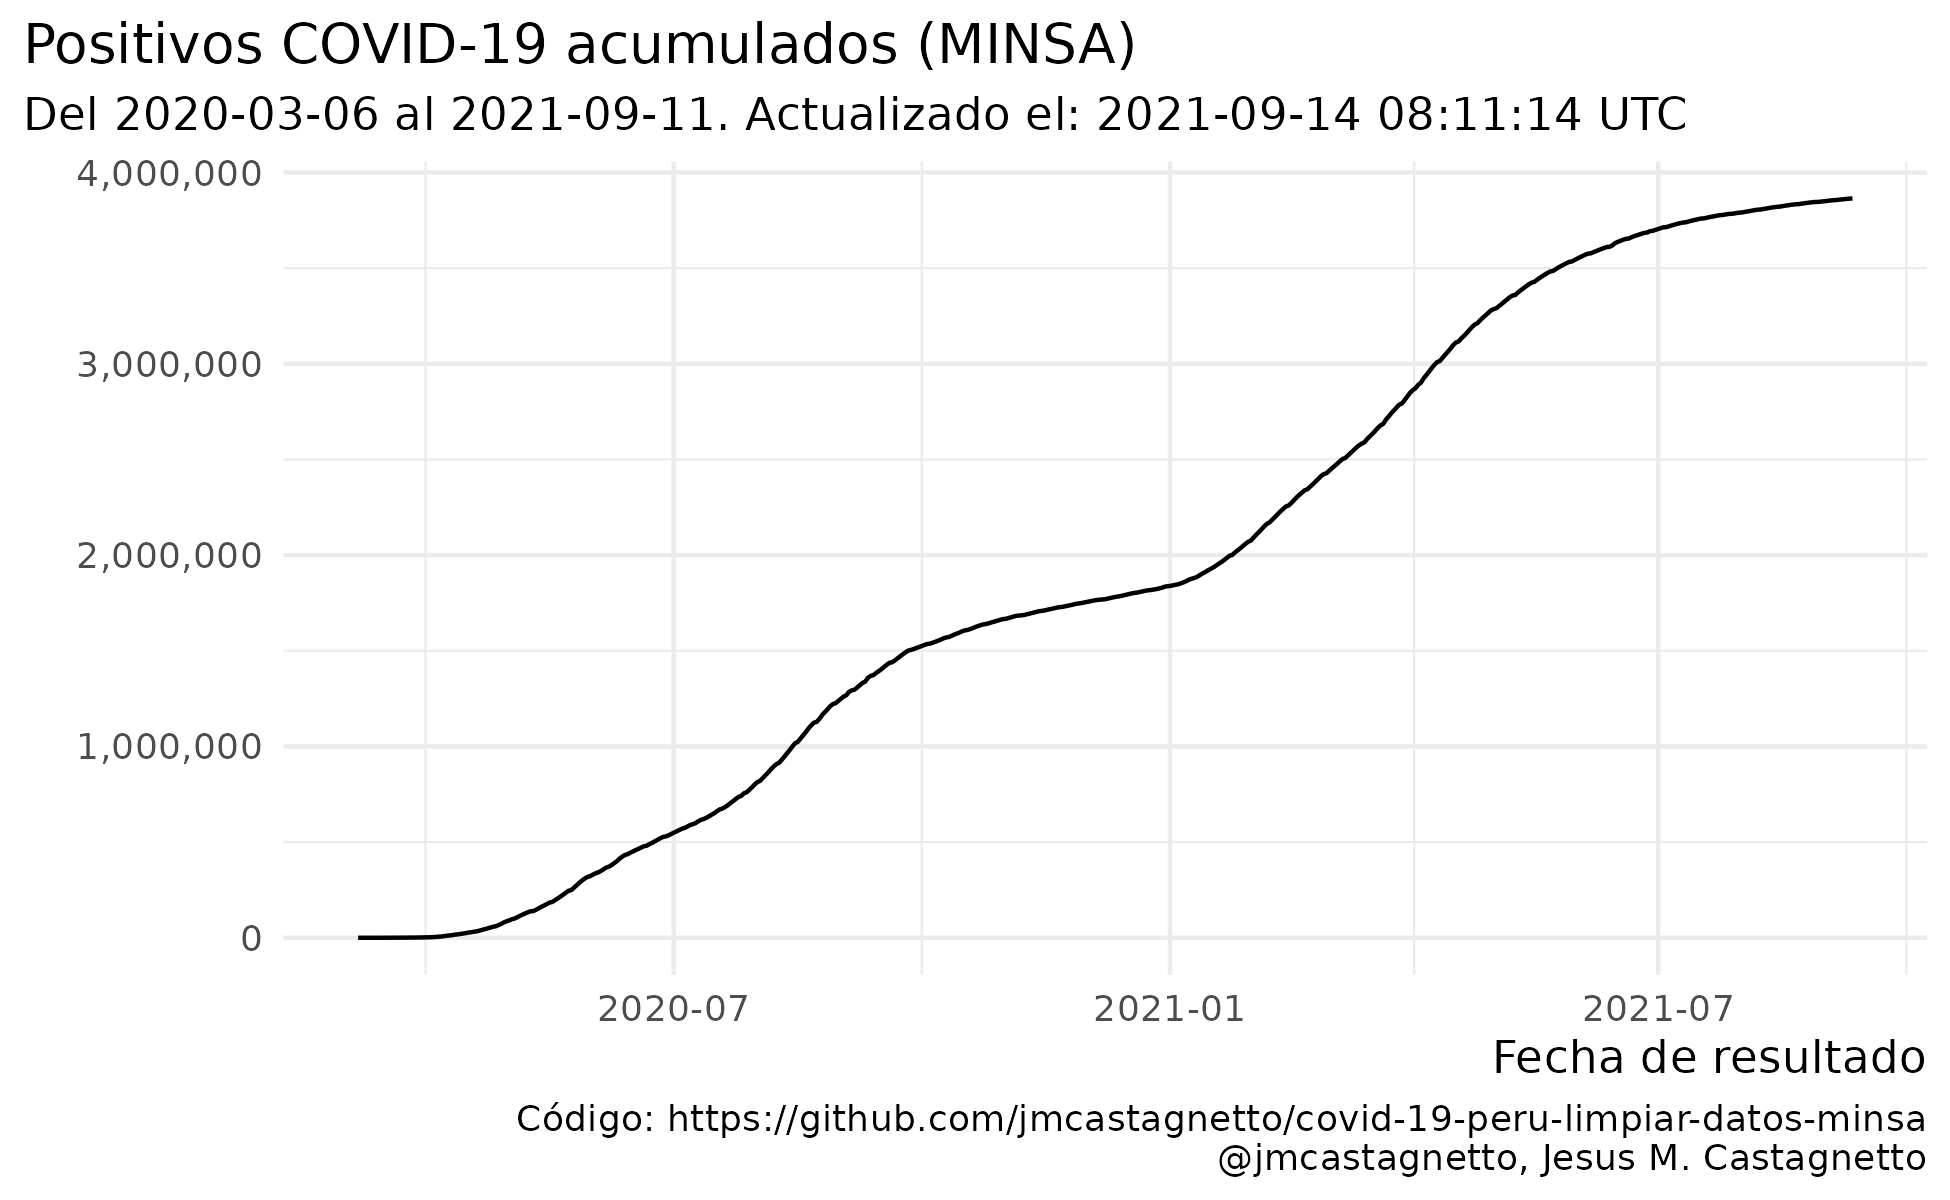 Positivos COVID-19 acumulados (MINSA)
Del 2020-03-06 al 2021-09-11. Actualizado el: 2021-09-14 08:11:14 UTC
4,000,000
3,000,000
2,000,000
1,000,000
0
2020-07 2021-01 2021-07
Fecha de resultado
Código: https://github.com/jmcastagnetto/covid-19-peru-limpiar-datos-minsa
@jmcastagnetto, Jesus M. Castagnetto